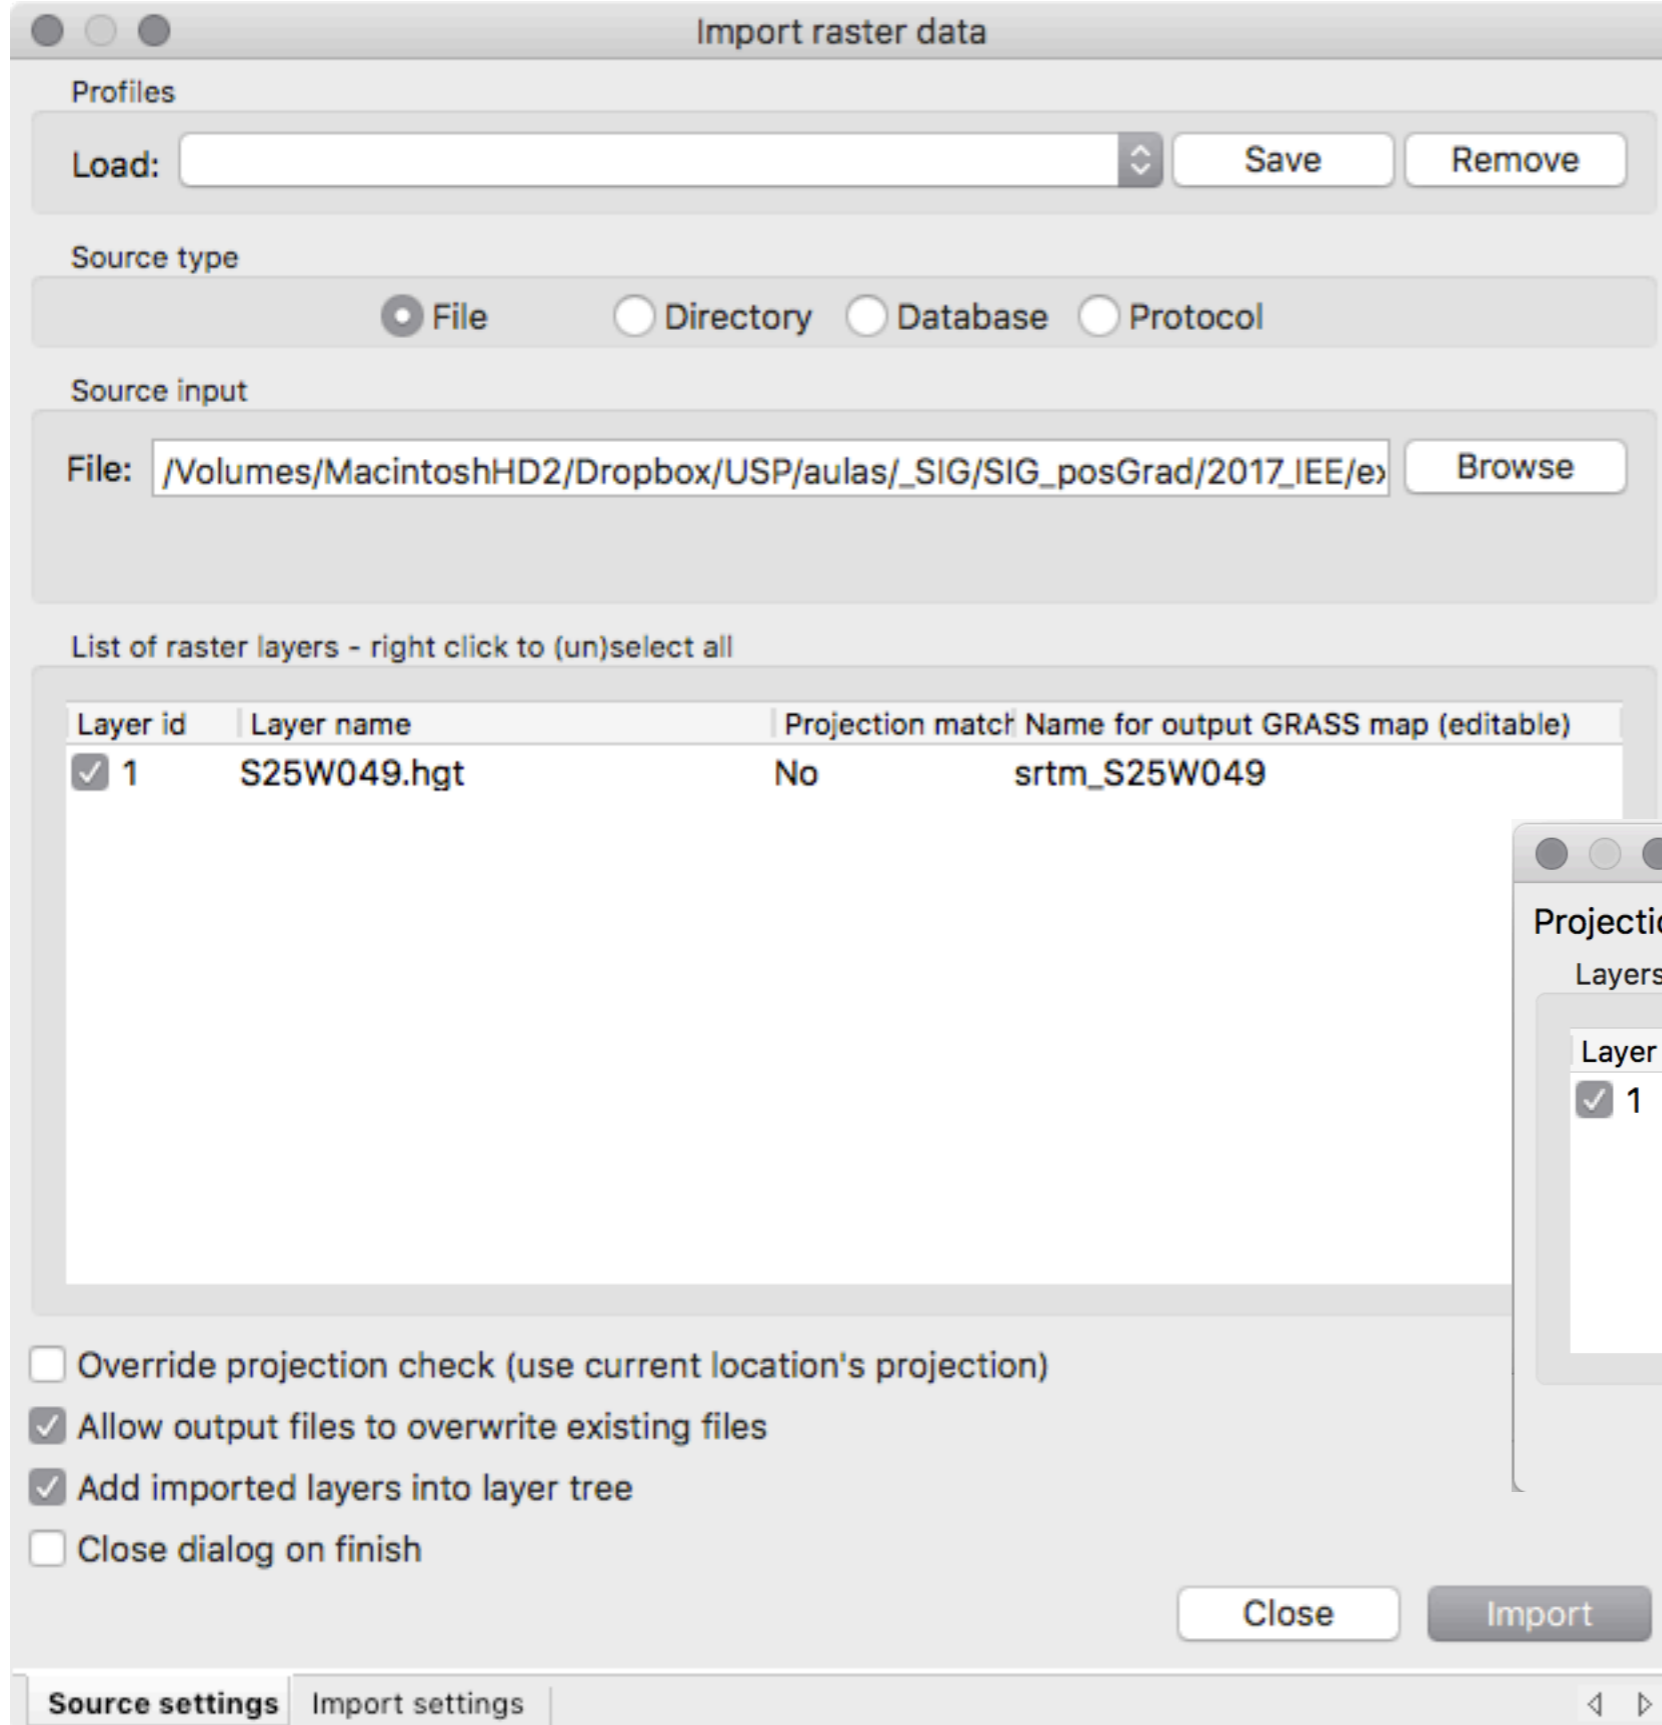 Import raster data
Profiles
Load: Save Remove
Source type
File Directory Database Protocol
Source input
File: /Volumes/MacintoshHD2/Dropbox/USP/aulas/_SIG/SIG_posGrad/2017_IEE/ex Browse
List of raster layers - right click to (un)select all
Layer id Layer name Projection match Name for output GRASS map (editable)
1 S25W049.hgt No srtm_S25W049
Projectio
Layers
Layer
1
Override projection check (use current location's projection)
Allow output files to overwrite existing files
Add imported layers into layer tree
Close dialog on finish
Close Import
Source settings Import settings